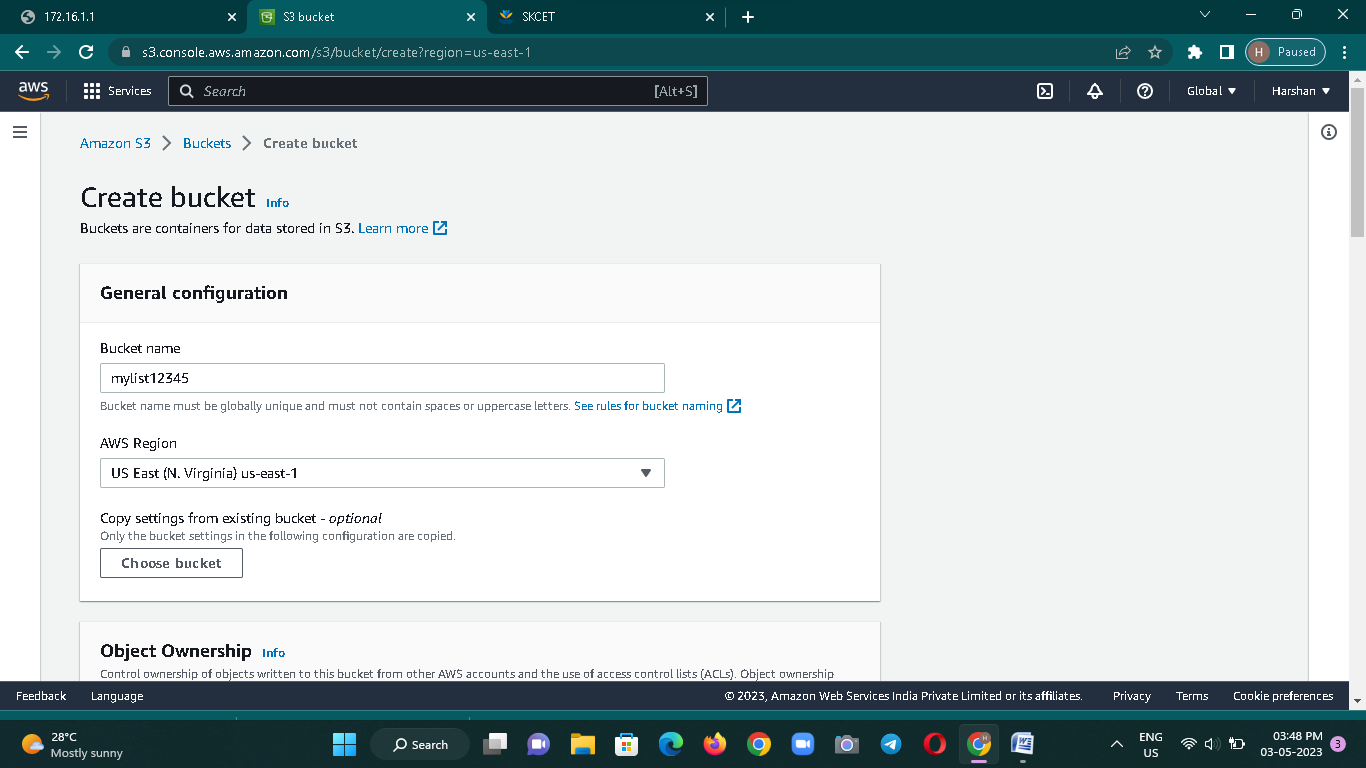 172.16.1.1
S3 bucket
SKCET
s3.console.aws.amazon.com/s3/bucket/create?region=us-east-1
H Paused
aws
Services
Search [Alt+S]
Global
Harshan
Amazon S3 > Buckets > Create bucket
Create bucket Info
Buckets are containers for data stored in S3. Learn more
General configuration
Bucket name
mylist12345
Bucket name must be globally unique and must not contain spaces or uppercase letters. See rules for bucket naming
AWS Region
US East (N. Virginia) us-east-1
Copy settings from existing bucket - optional
Only the bucket settings in the following configuration are copied.
Choose bucket
Object Ownership Info
Control ownership of objects written to this bucket from other AWS accounts and the use of access control lists (ACLs). Object ownership
Feedback Language © 2023, Amazon Web Services India Private Limited or its affiliates. Privacy Terms Cookie preferences
28°C
Mostly sunny
Search
ENG
US
03:48 PM
03-05-2023
3